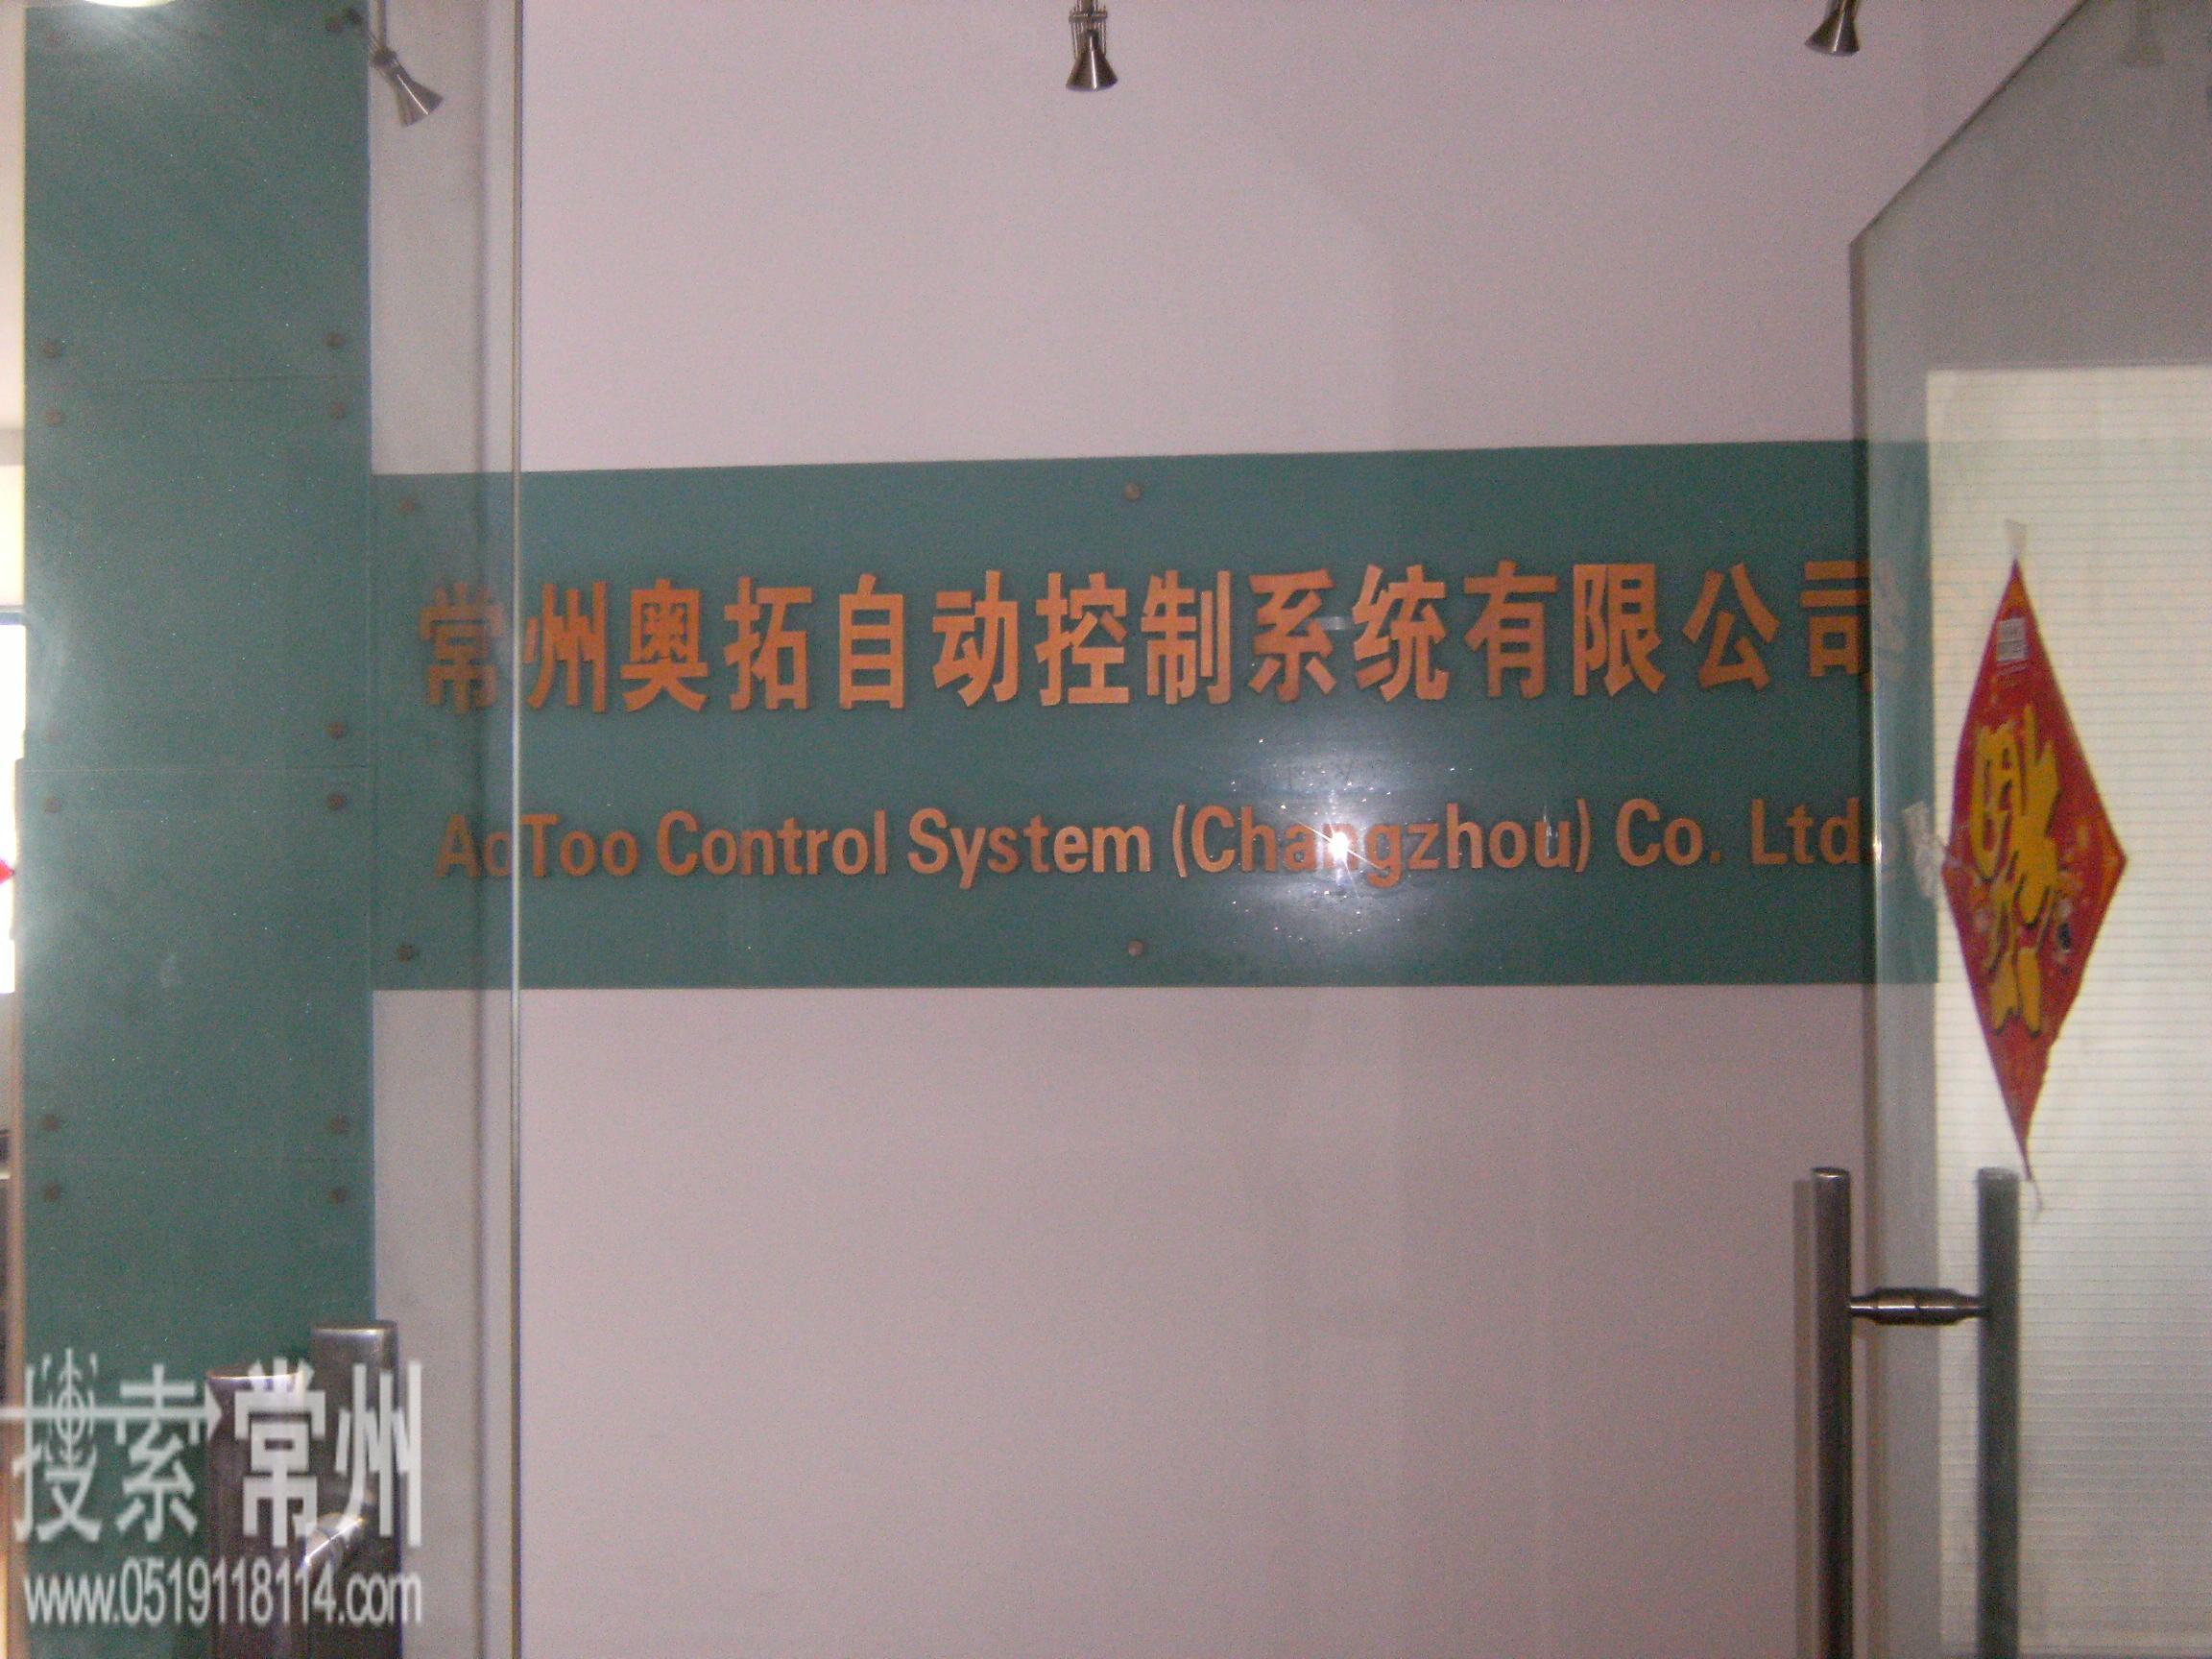 常州奥拓自动控制系统有限公司
AoToo Control System (Changzhou) Co. Ltd.
福
搜索常州
www.0519118114.com